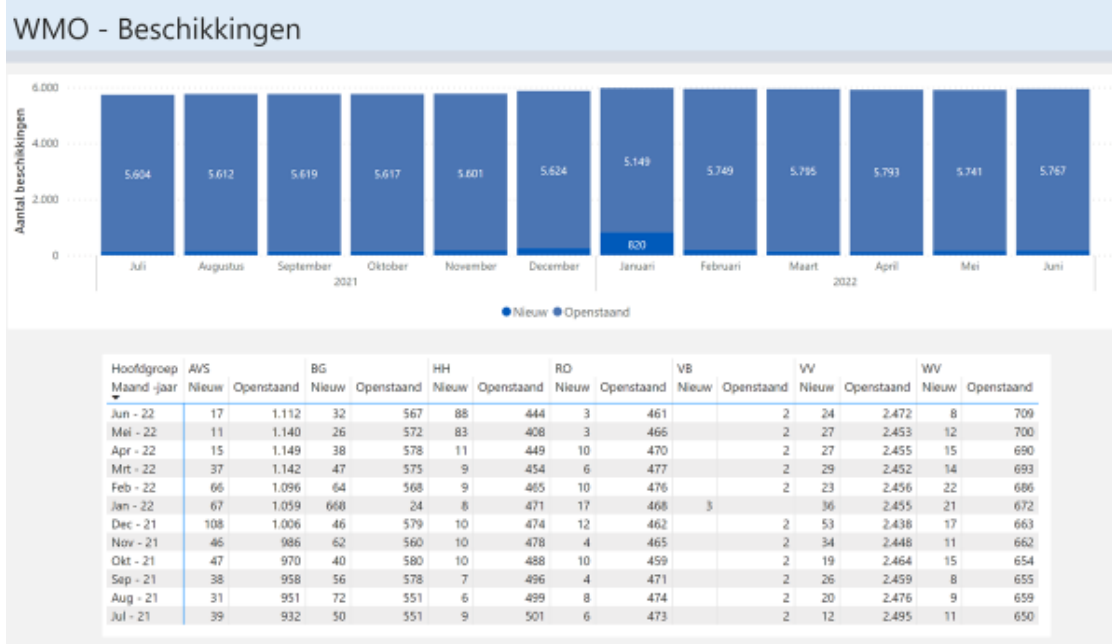 WMO - Beschikkingen
Aantal beschikkingen
6.000
4.000
2.000
0
5.604 5.612 5.619 5.617 5.601 5.624 5.149 5.749 5.795 5.793 5.741 5.767
820
Juli Augustus September Oktober November December Januari Februari Maart April Mei Juni
2021 2022
Nieuw Openstaand
Hoofdgroep AVS BG HH RO VB VV WV
Maand -jaar Nieuw Openstaand Nieuw Openstaand Nieuw Openstaand Nieuw Openstaand Nieuw Openstaand Nieuw Openstaand Nieuw Openstaand
Jun - 22 17 1.112 32 567 88 444 3 461 2 24 2.472 8 709
Mei - 22 11 1.140 26 572 83 408 3 466 2 27 2.453 12 700
Apr - 22 15 1.149 38 578 11 449 10 470 2 27 2.455 15 690
Mrt - 22 37 1.142 47 575 9 454 6 477 2 29 2.452 14 693
Feb - 22 66 1.096 64 568 9 465 10 476 2 23 2.456 22 686
Jan - 22 67 1.059 668 24 8 471 17 468 3 36 2.455 21 672
Dec - 21 108 1.006 46 579 10 474 12 462 2 53 2.438 17 663
Nov - 21 46 986 62 560 10 478 4 465 2 34 2.448 11 662
Okt - 21 47 970 40 580 10 488 10 459 2 19 2.464 15 654
Sep - 21 38 958 56 578 7 496 4 471 2 26 2.459 8 655
Aug - 21 31 951 72 551 6 499 8 474 2 20 2.476 9 659
Jul - 21 39 932 50 551 9 501 6 473 2 12 2.495 11 650